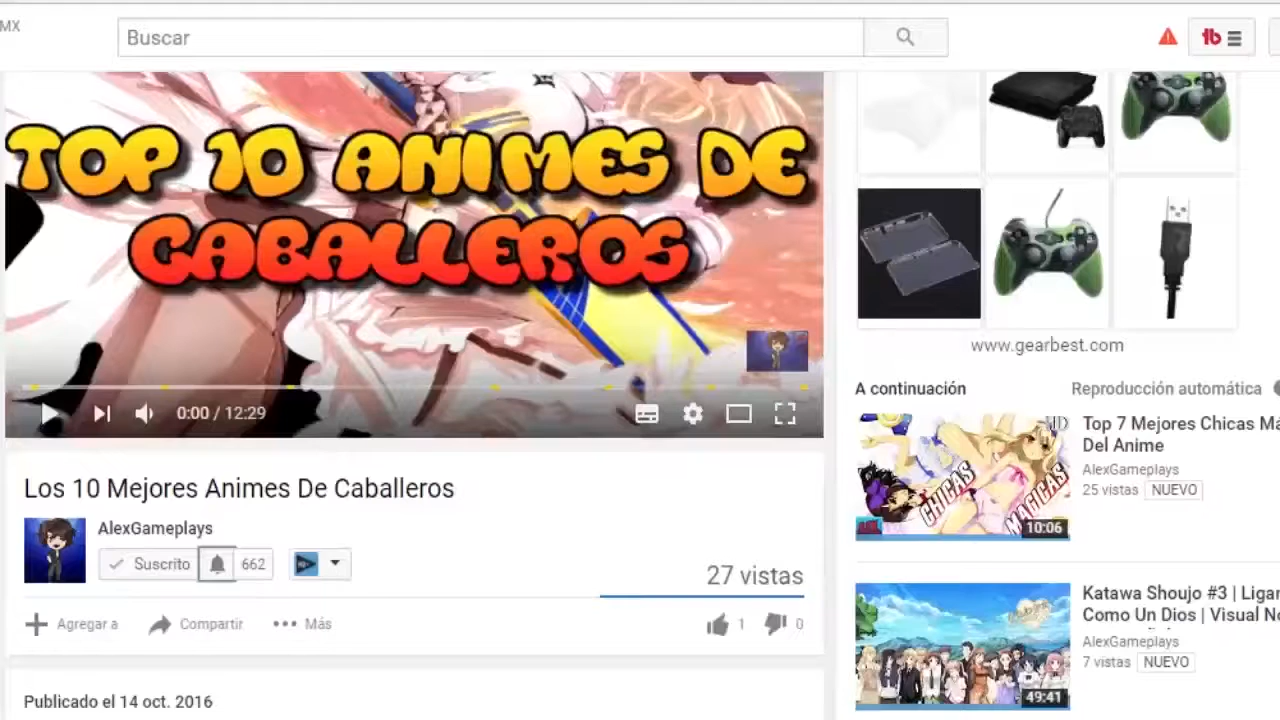 MX
Buscar
TOP 10 ANIMES DE
CABALLEROS
0:00 / 12:29
Los 10 Mejores Animes De Caballeros
AlexGameplays
Suscrito
662
27 vistas
Agregar a
Compartir
Más
1
0
Publicado el 14 oct. 2016
www.gearbest.com
A continuación
Reproducción automática
CHICAS
MAGICAS
HD
10:06
Top 7 Mejores Chicas Má
Del Anime
AlexGameplays
25 vistas
NUEVO
49:41
Katawa Shoujo #3 | Ligar
Como Un Dios | Visual No
AlexGameplays
7 vistas
NUEVO